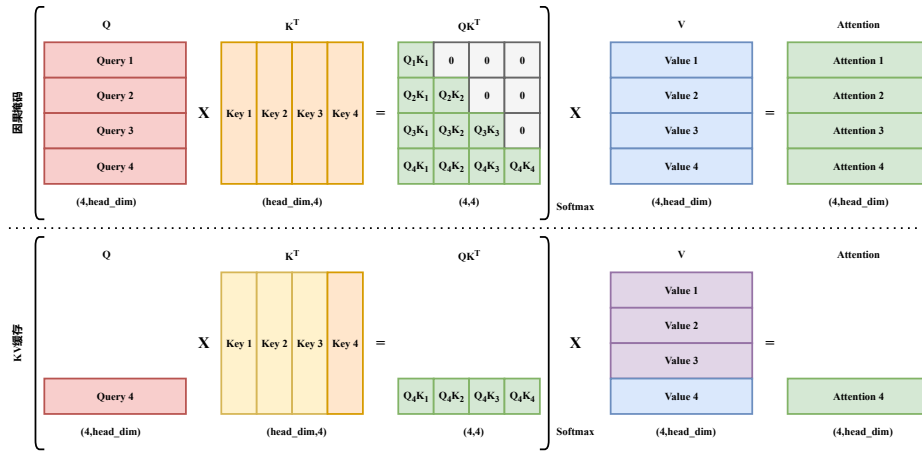 Q K^T QK^T V Attention
因果掩码
Query 1
Query 2
Query 3
Query 4
X
Key 1 Key 2 Key 3 Key 4
=
Q₁K₁ 0 0 0
Q₂K₁ Q₂K₂ 0 0
Q₃K₁ Q₃K₂ Q₃K₃ 0
Q₄K₁ Q₄K₂ Q₄K₃ Q₄K₄
Softmax
X
Value 1
Value 2
Value 3
Value 4
=
Attention 1
Attention 2
Attention 3
Attention 4
(4,head_dim) (head_dim,4) (4,4) (4,head_dim) (4,head_dim)
Q K^T QK^T V Attention
KV缓存
Query 4
X
Key 1 Key 2 Key 3 Key 4
=
Q₄K₁ Q₄K₂ Q₄K₃ Q₄K₄
Softmax
X
Value 1
Value 2
Value 3
Value 4
=
Attention 4
(4,head_dim) (head_dim,4) (4,4) (4,head_dim) (4,head_dim)